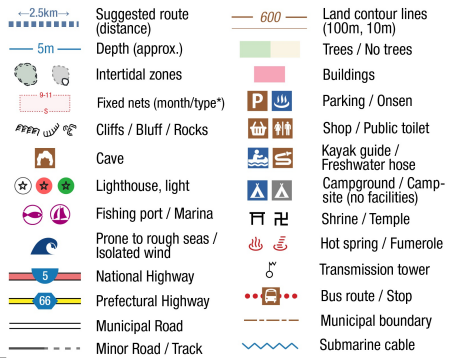 ←2.5km→ Suggested route
(distance)
5m Depth (approx.)
Intertidal zones
9-11
S
Fixed nets (month/type*)
Cliffs / Bluff / Rocks
Cave
Lighthouse, light
Fishing port / Marina
Prone to rough seas /
Isolated wind
5 National Highway
66 Prefectural Highway
Municipal Road
Minor Road / Track
600 Land contour lines
(100m, 10m)
Trees / No trees
Buildings
P Parking / Onsen
Shop / Public toilet
Kayak guide /
Freshwater hose
Campground / Camp-
site (no facilities)
卍 Shrine / Temple
Hot spring / Fumerole
Transmission tower
Bus route / Stop
Municipal boundary
Submarine cable